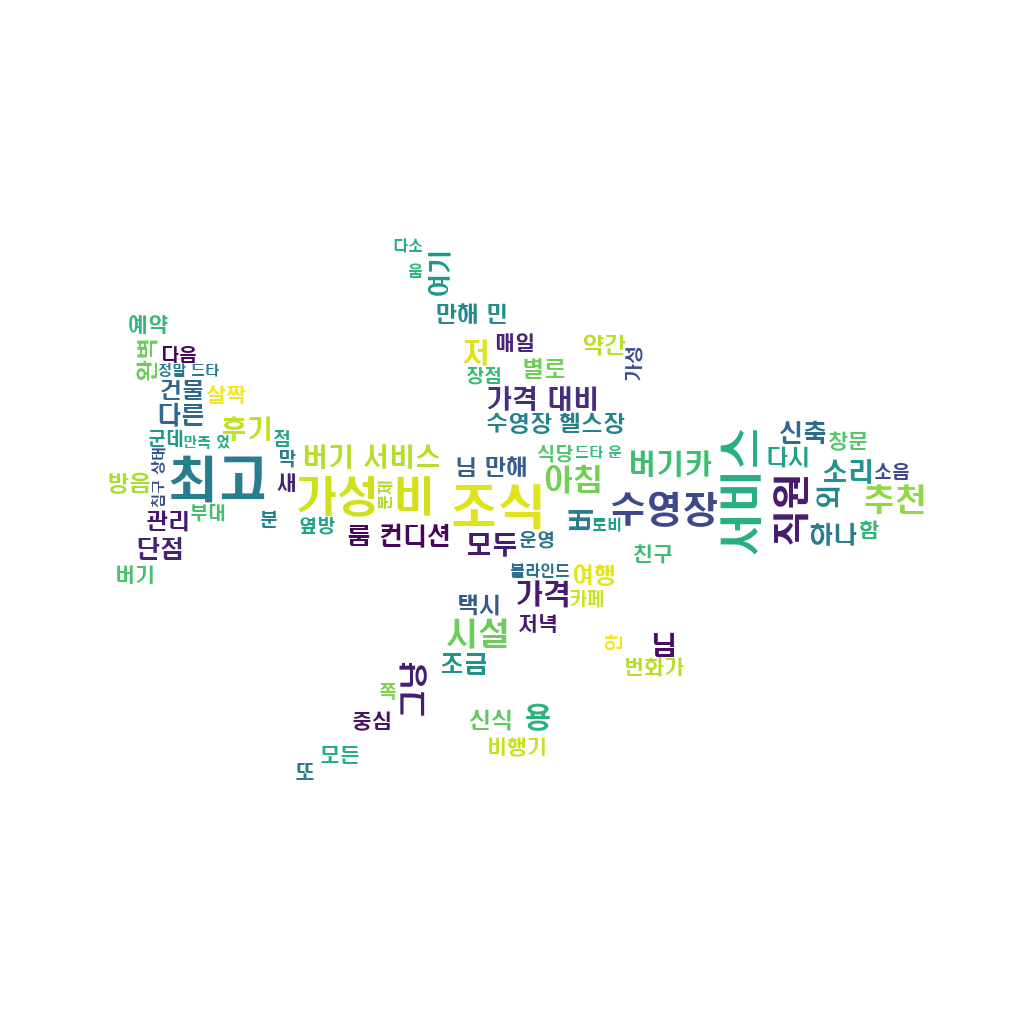 다소
움
여기
만해 민
예약
완벽
다음
정말 드타
저
매일
장점
별로
약간
가성
건물
살짝
다른
가격 대비
후기
수영장 헬스장
군데
만족 었
점
침구 상태
막
버기 서비스
님 만해
식당
드타 운
버기카
서비스
다시
신축
창문
소리
소음
방음
최고
새
가성비
문제
조식
아침
수영장
직원
외
추천
관리
부대
분
옆방
룸 컨디션
모두
운영
버
토비
하나
함
단점
친구
버기
블라인드
여행
가격
카페
택시
저녁
시설
조금
안
님
번화가
그냥
쪽
중심
신식
용
비행기
모든
또